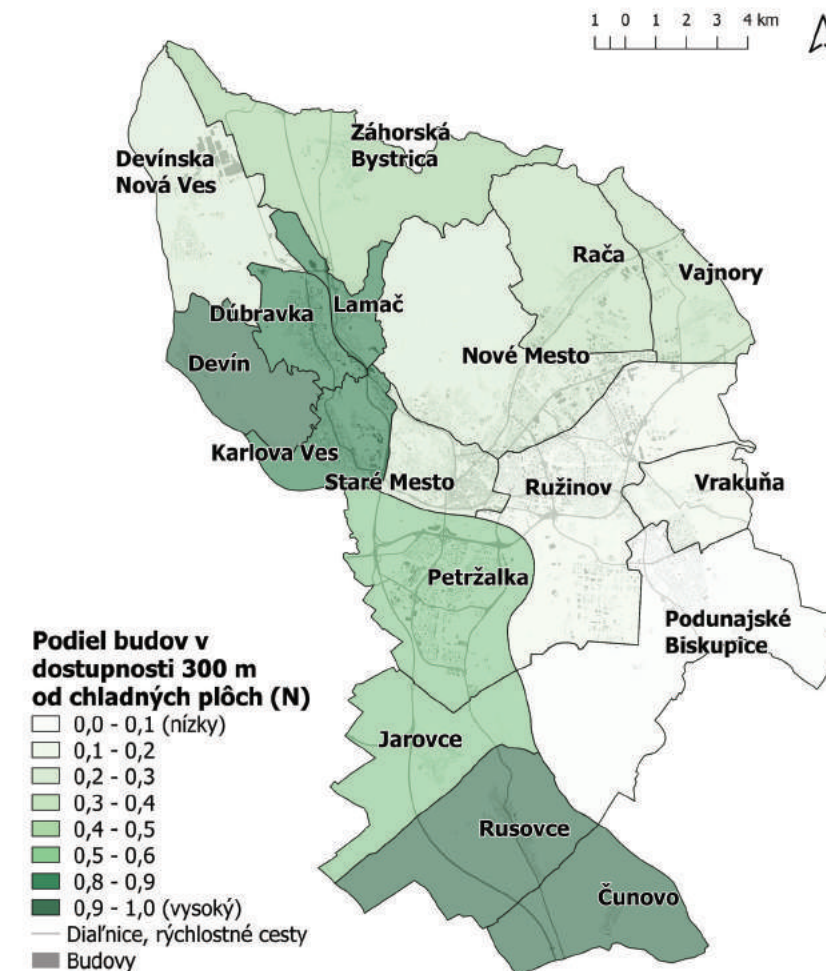 1 0 1 2 3 4 km
Záhorská
Bystrica
Devínska
Nová Ves
Rača
Vajnory
Lamač
Dúbravka
Devín
Nové Mesto
Karlova Ves
Staré Mesto
Ružinov
Vrakuňa
Petržalka
Podunajské
Biskupice
Jarovce
Rusovce
Čunovo
Podiel budov v
dostupnosti 300 m
od chladných plôch (N)
0,0 - 0,1 (nízky)
0,1 - 0,2
0,2 - 0,3
0,3 - 0,4
0,4 - 0,5
0,5 - 0,6
0,8 - 0,9
0,9 - 1,0 (vysoký)
Diaľnice, rýchlostné cesty
Budovy